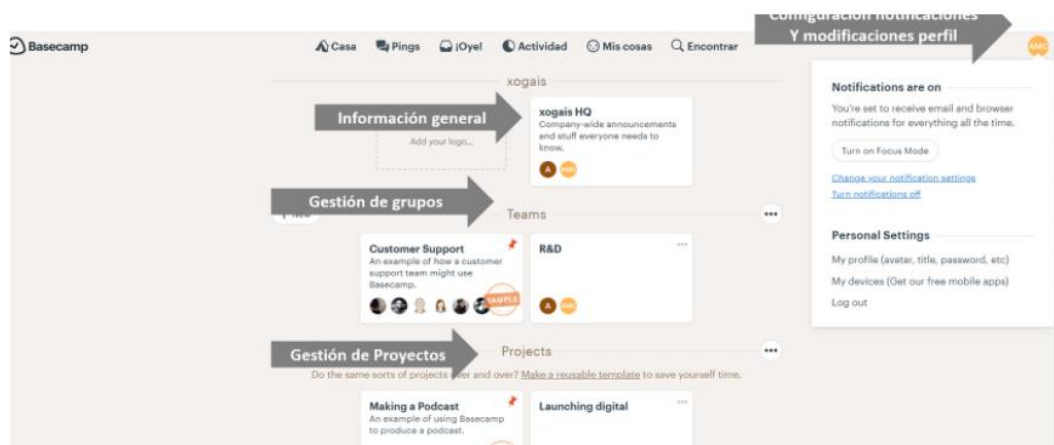 Configuración notificaciones
Y modificaciones perfil
Basecamp
Casa Pings ¡Oye! Actividad Mis cosas Encontrar
AMC
xogais
Información general
Add your logo...
xogais HQ
Company-wide announcements
and stuff everyone needs to
know.
A AMC
Notifications are on
You're set to receive email and browser
notifications for everything all the time.
Turn on Focus Mode
Change your notification settings
Turn notifications off
Personal Settings
My profile (avatar, title, password, etc)
My devices (Get our free mobile apps)
Log out
Gestión de grupos
New
Teams
Customer Support
An example of how a customer
support team might use
Basecamp.
SAMPLE
R&D
A AMC
Gestión de Proyectos
Projects
Do the same sorts of projects over and over? Make a reusable template to save yourself time.
Making a Podcast
An example of using Basecamp
to produce a podcast.
Launching digital